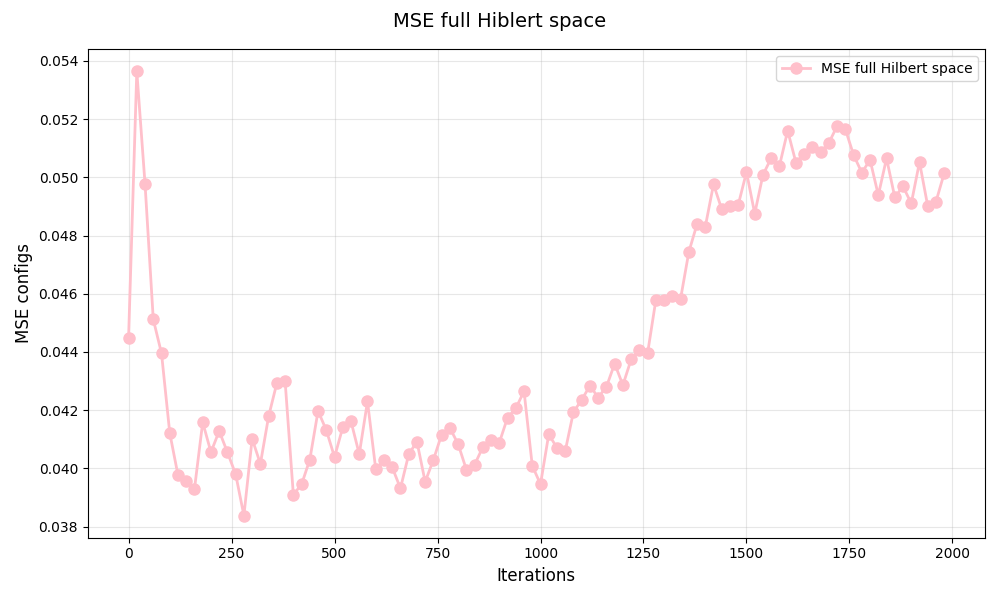 MSE full Hiblert space
MSE full Hilbert space
MSE configs
0.054
0.052
0.050
0.048
0.046
0.044
0.042
0.040
0.038
0 250 500 750 1000 1250 1500 1750 2000
Iterations